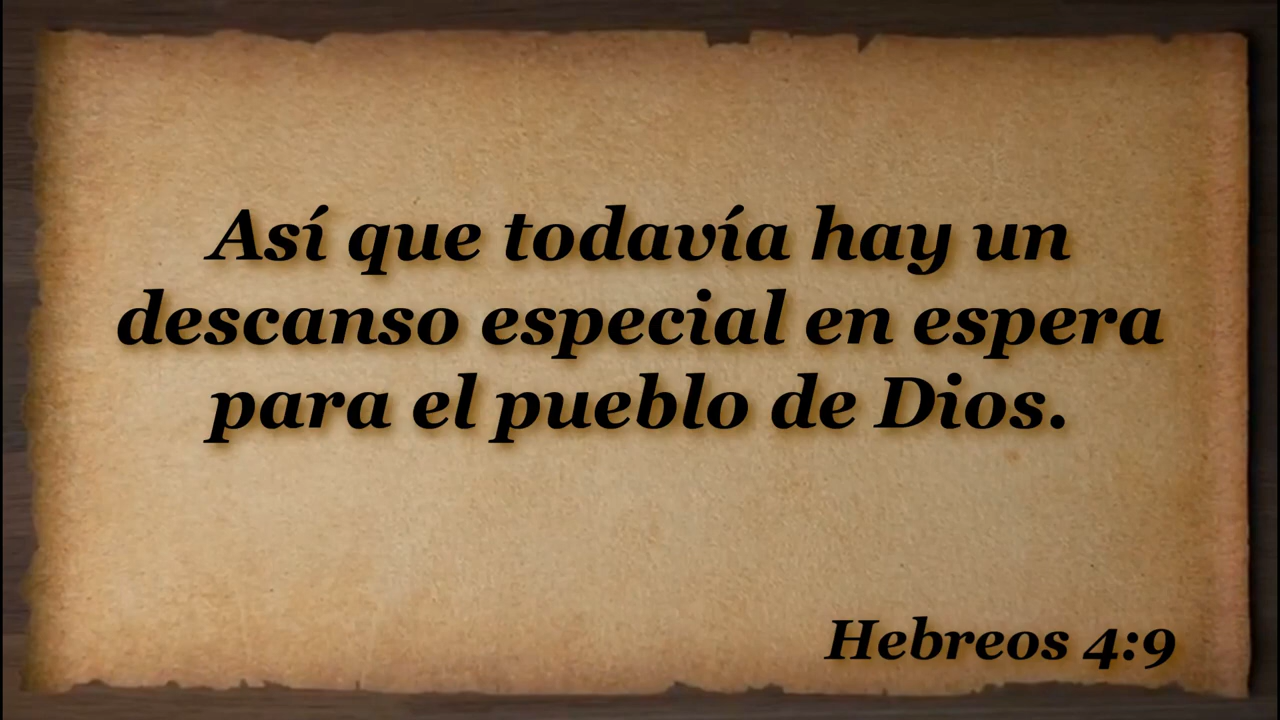 Así que todavía hay un
descanso especial en espera
para el pueblo de Dios.
Hebreos 4:9